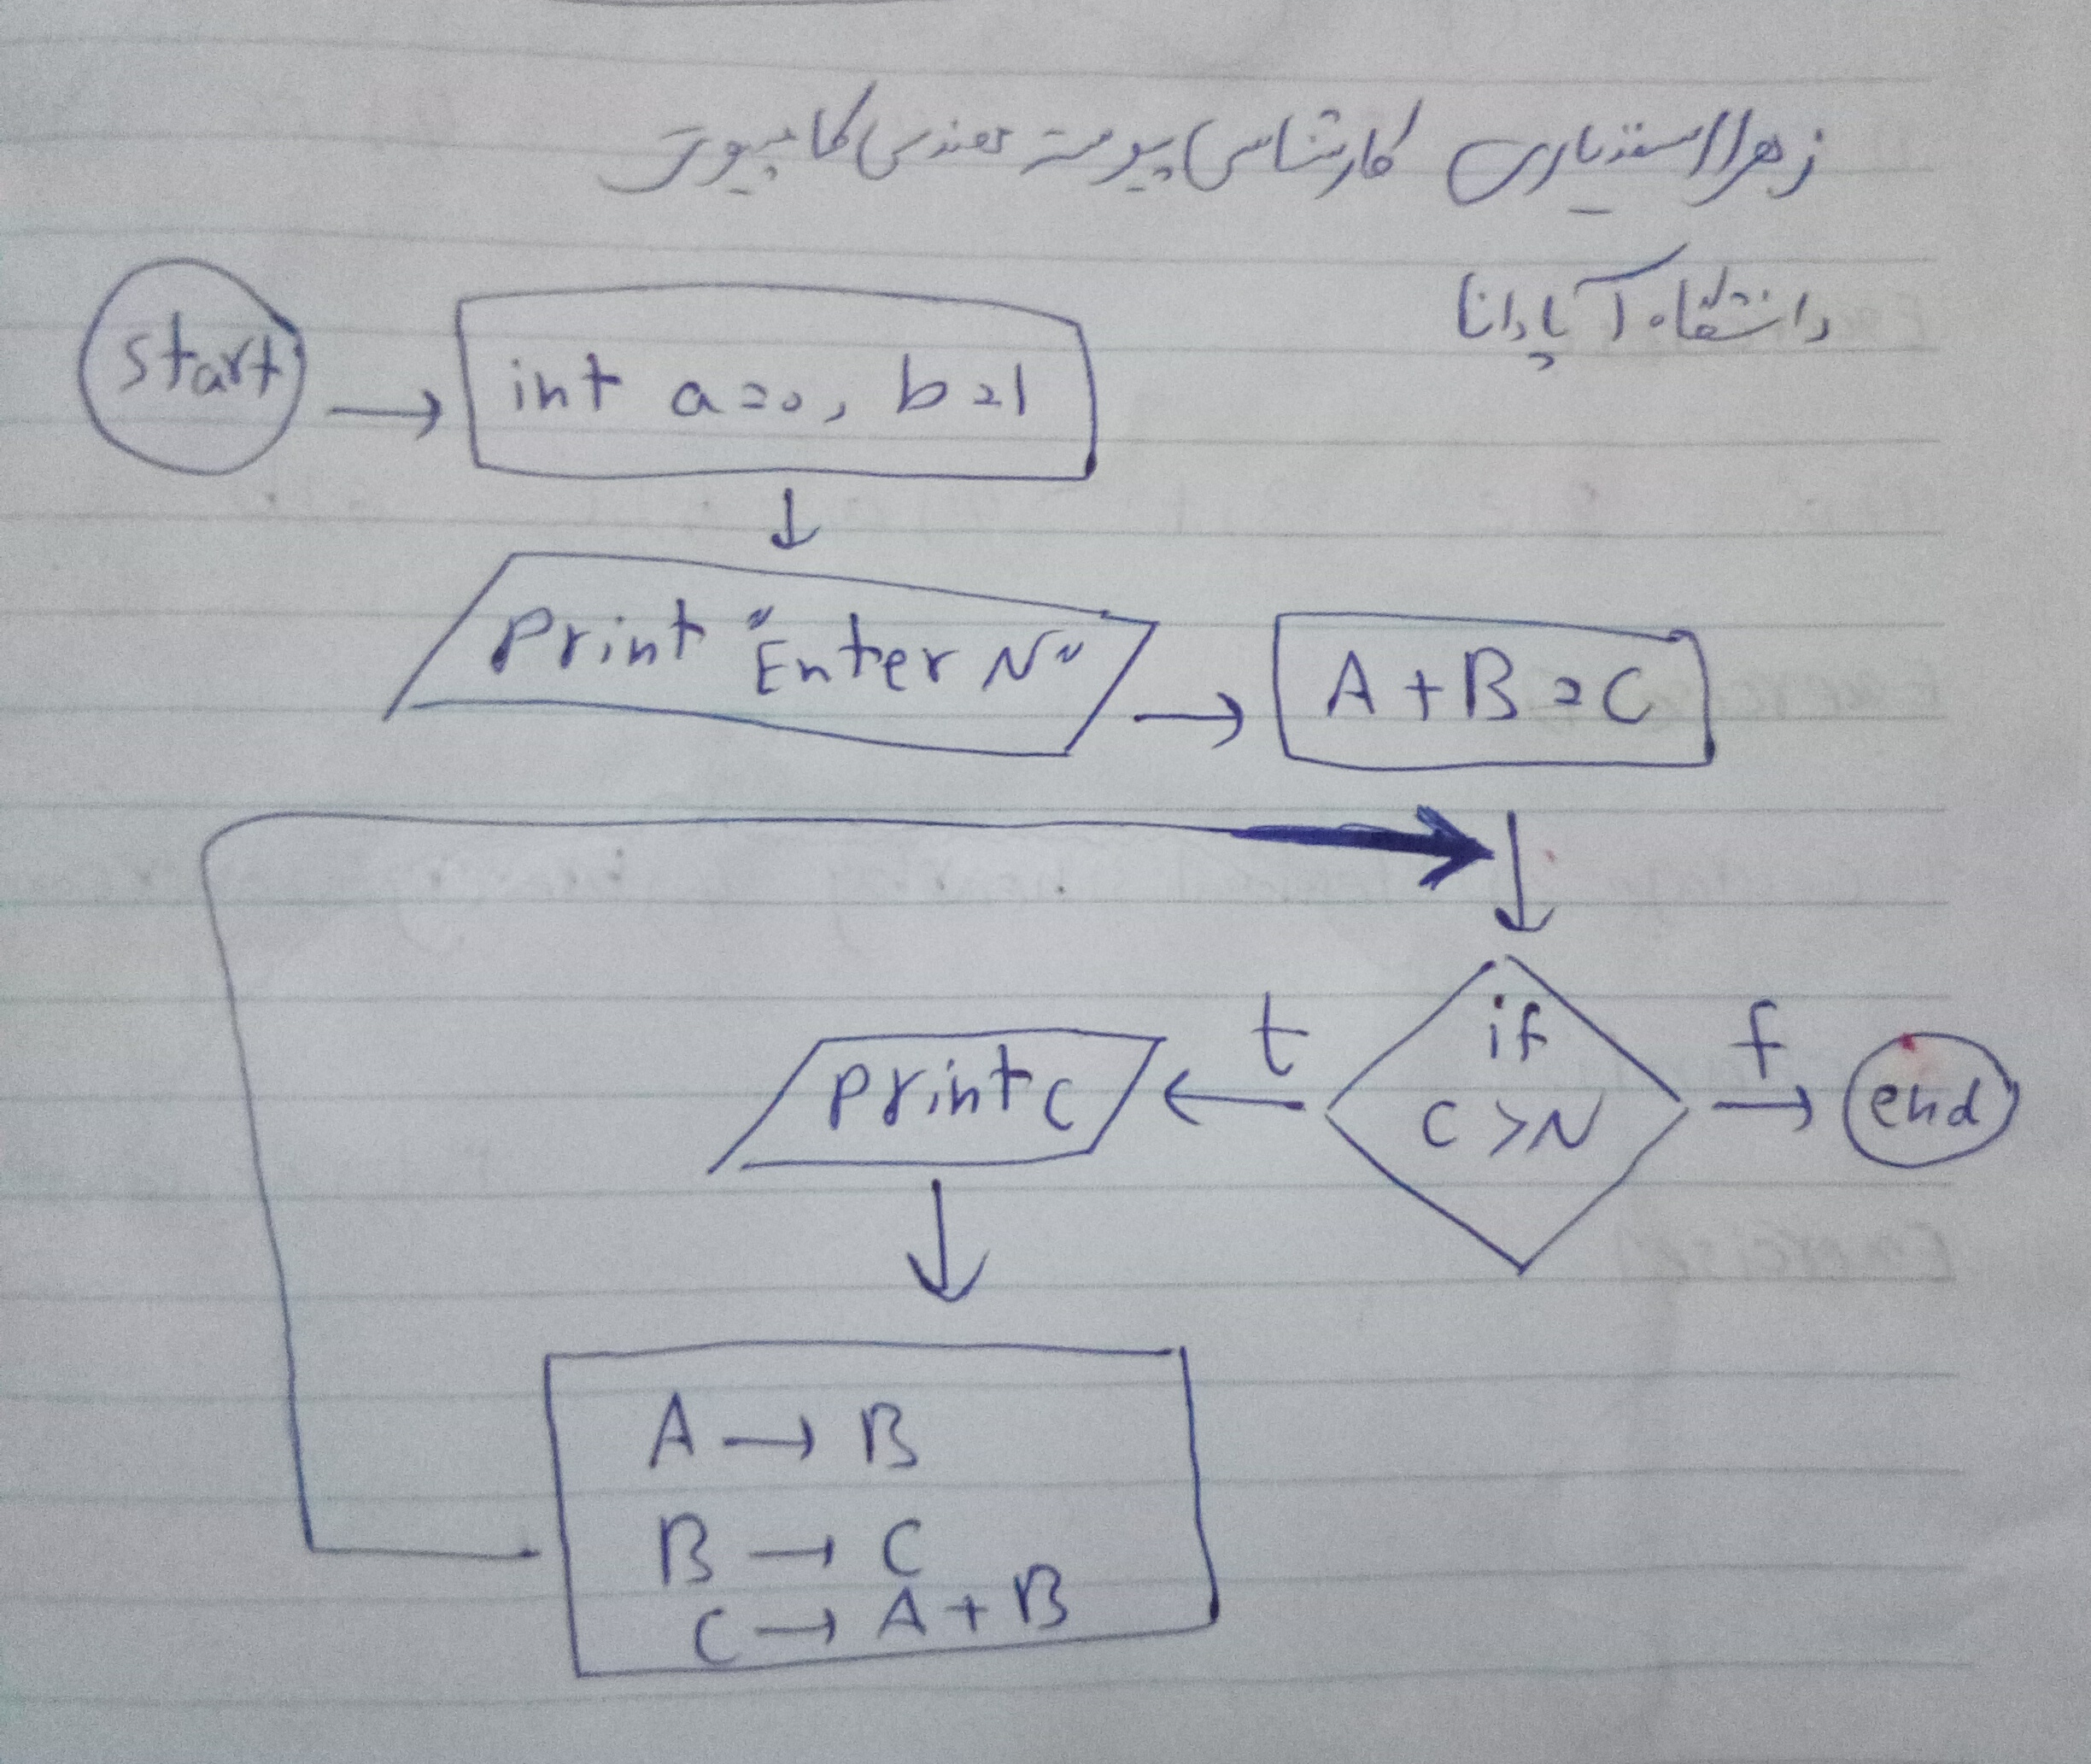 زهرا اسفندیاری کارشناسی پیوسته مهندسی کامپیوتر
دانشگاه آپادانا
start
int a=0, b=1
Print "Enter N"
A+B=C
if
C>N
t
f
end
Print C
A→B
B→C
C→A+B